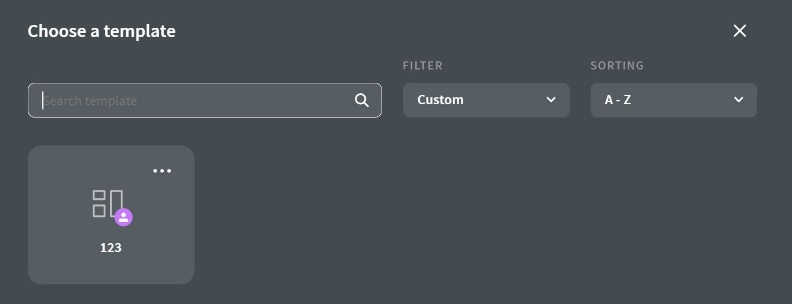 Choose a template
FILTER
SORTING
Search template
Custom
A - Z
123